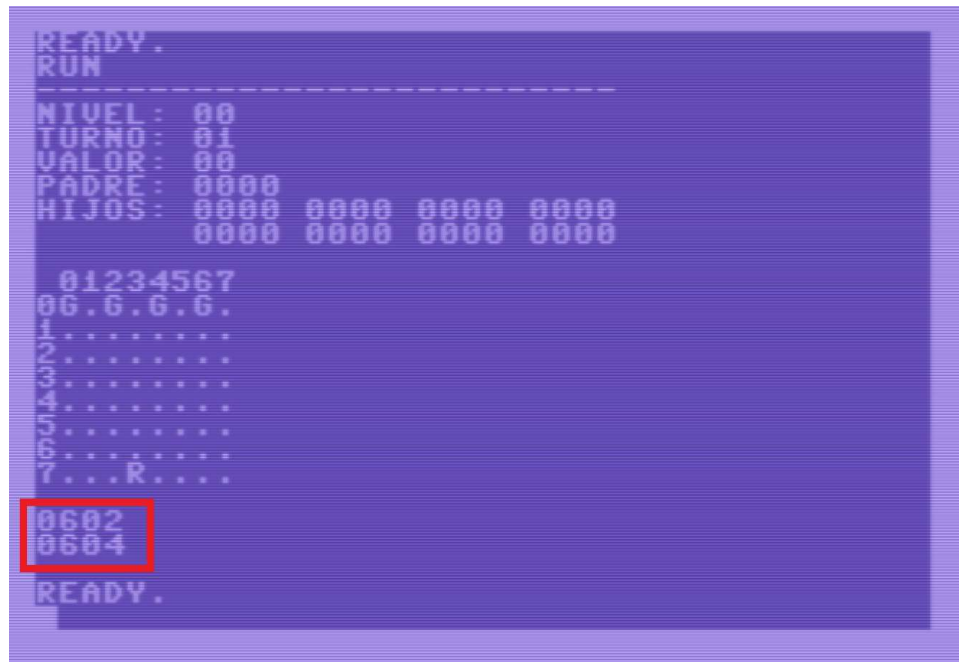 READY.
RUN
--------------------------
NIVEL: 00
TURNO: 01
VALOR: 00
PADRE: 0000
HIJOS: 0000 0000 0000 0000
0000 0000 0000 0000
01234567
0G.G.G.G.
1........
2........
3........
4........
5........
6........
7...R....
0602
0604
READY.